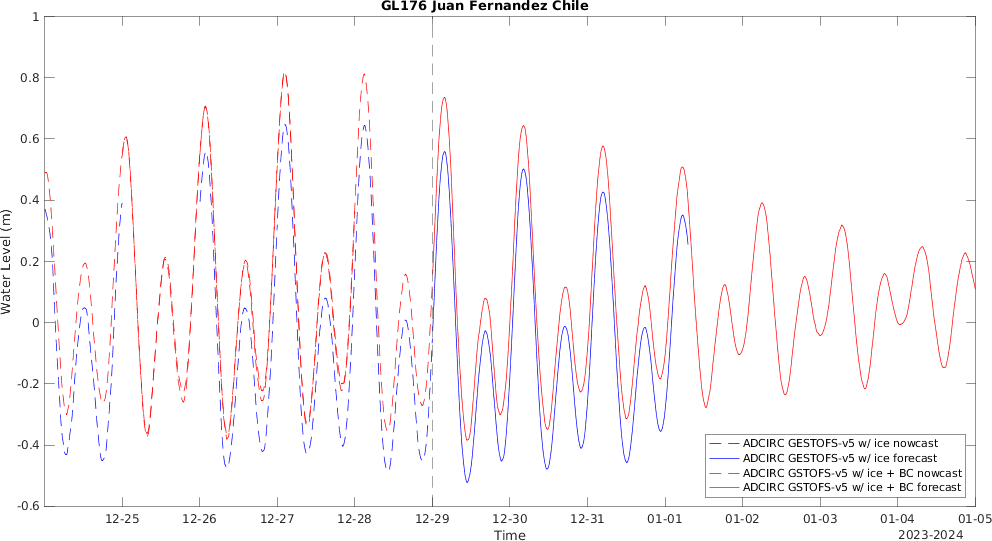 GL176 Juan Fernandez Chile
Water Level (m)
1
0.8
0.6
0.4
0.2
0
-0.2
-0.4
-0.6
12-25 12-26 12-27 12-28 12-29 12-30 12-31 01-01 01-02 01-03 01-04 01-05
Time
2023-2024
ADCIRC GESTOFS-v5 w/ ice nowcast
ADCIRC GESTOFS-v5 w/ ice forecast
ADCIRC GSTOFS-v5 w/ ice + BC nowcast
ADCIRC GSTOFS-v5 w/ ice + BC forecast